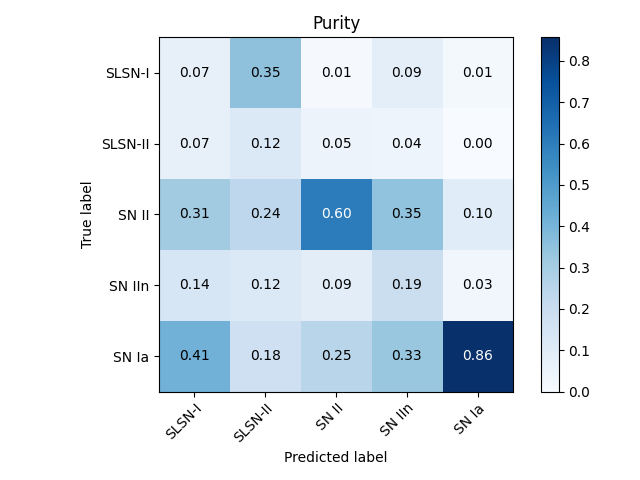 Purity
SLSN-I 0.07 0.35 0.01 0.09 0.01
SLSN-II 0.07 0.12 0.05 0.04 0.00
SN II 0.31 0.24 0.60 0.35 0.10
SN IIn 0.14 0.12 0.09 0.19 0.03
SN Ia 0.41 0.18 0.25 0.33 0.86
SLSN-I SLSN-II SN II SN IIn SN Ia
True label
Predicted label
0.8
0.7
0.6
0.5
0.4
0.3
0.2
0.1
0.0